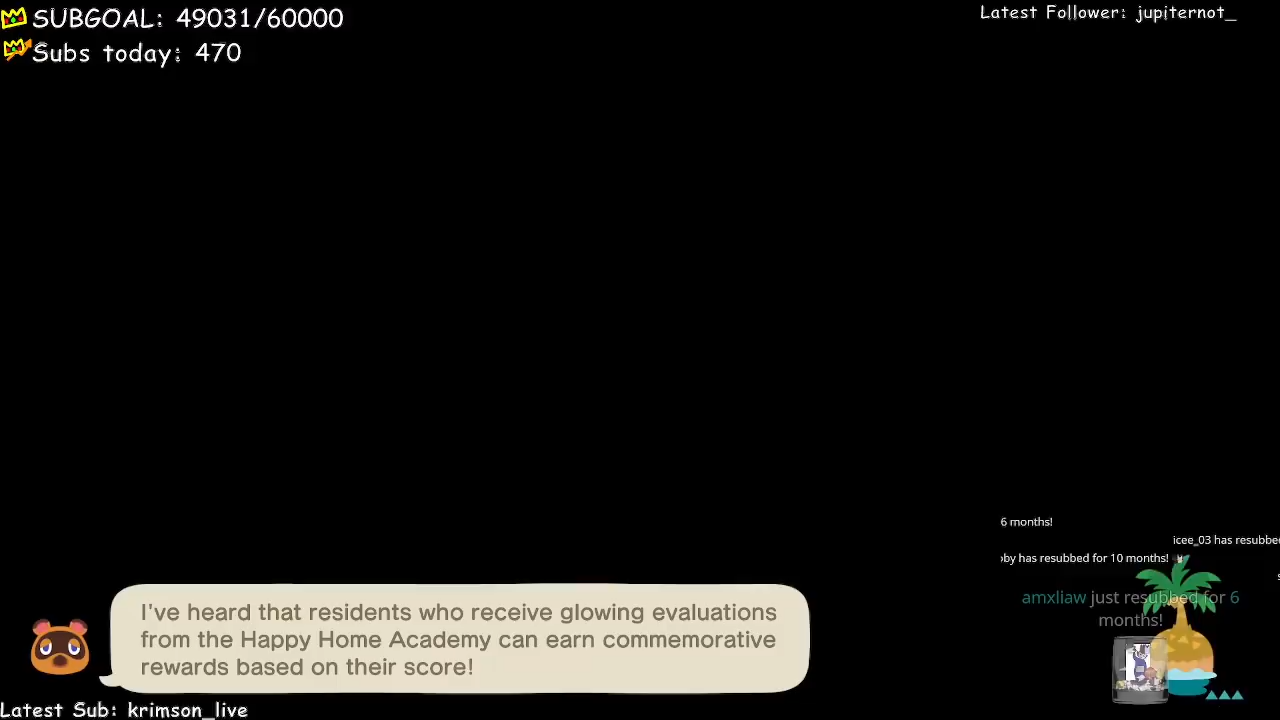 SUBGOAL: 49031/60000
Latest Follower: jupiternot_
Subs today: 470
6 months!
icee_03 has resubbe
by has resubbed for 10 months!
amxliaw just resubbed for 6
months!
I've heard that residents who receive glowing evaluations
from the Happy Home Academy can earn commemorative
rewards based on their score!
Latest Sub: krimson_live